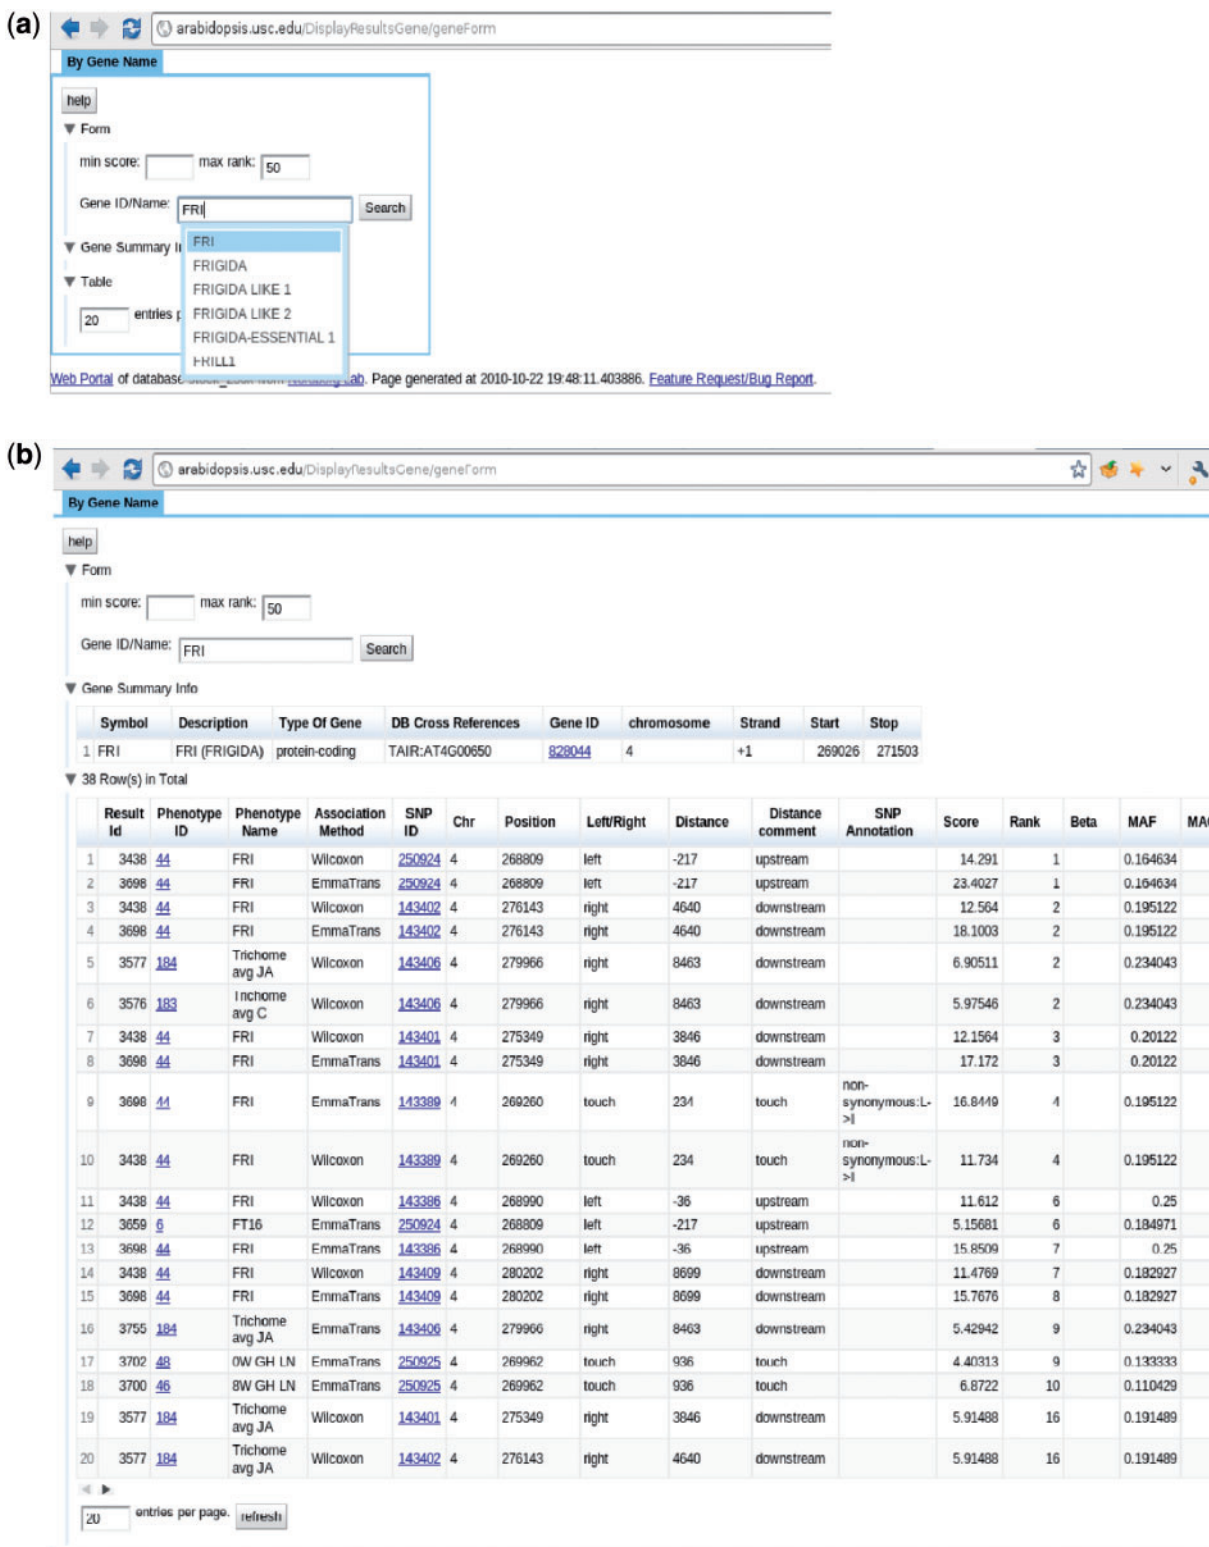 (a)
arabidopsis.usc.edu/DisplayResultsGene/geneForm
By Gene Name
help
▼ Form
min score: max rank: 50
Gene ID/Name: FRI Search
FRI
▼ Gene Summary I
FRIGIDA
▼ Table
FRIGIDA LIKE 1
20 entries p
FRIGIDA LIKE 2
FRIGIDA-ESSENTIAL 1
FRILL1
Web Portal of database stock_250k from Nordborg Lab. Page generated at 2010-10-22 19:48:11.403886. Feature Request/Bug Report.
(b)
arabidopsis.usc.edu/DisplayResultsGene/geneForm
By Gene Name
help
▼ Form
min score: max rank: 50
Gene ID/Name: FRI Search
▼ Gene Summary Info
Symbol Description Type Of Gene DB Cross References Gene ID chromosome Strand Start Stop
1 FRI FRI (FRIGIDA) protein-coding TAIR:AT4G00650 828044 4 +1 269026 271503
▼ 38 Row(s) in Total
Result Id Phenotype ID Phenotype Name Association Method SNP ID Chr Position Left/Right Distance Distance comment SNP Annotation Score Rank Beta MAF MAC
1 3438 44 FRI Wilcoxon 250924 4 268809 left -217 upstream 14.291 1 0.164634
2 3698 44 FRI EmmaTrans 250924 4 268809 left -217 upstream 23.4027 1 0.164634
3 3438 44 FRI Wilcoxon 143402 4 276143 right 4640 downstream 12.564 2 0.195122
4 3698 44 FRI EmmaTrans 143402 4 276143 right 4640 downstream 18.1003 2 0.195122
5 3577 184 Trichome avg JA Wilcoxon 143406 4 279966 right 8463 downstream 6.90511 2 0.234043
6 3576 183 Trichome avg C Wilcoxon 143406 4 279966 right 8463 downstream 5.97546 2 0.234043
7 3438 44 FRI Wilcoxon 143401 4 275349 right 3846 downstream 12.1564 3 0.20122
8 3698 44 FRI EmmaTrans 143401 4 275349 right 3846 downstream 17.172 3 0.20122
9 3698 44 FRI EmmaTrans 143389 4 269260 touch 234 touch non-synonymous:L->I 16.8449 4 0.195122
10 3438 44 FRI Wilcoxon 143389 4 269260 touch 234 touch non-synonymous:L->I 11.734 4 0.195122
11 3438 44 FRI Wilcoxon 143386 4 268990 left -36 upstream 11.612 6 0.25
12 3659 6 FT16 EmmaTrans 250924 4 268809 left -217 upstream 5.15681 6 0.184971
13 3698 44 FRI EmmaTrans 143386 4 268990 left -36 upstream 15.8509 7 0.25
14 3438 44 FRI Wilcoxon 143409 4 280202 right 8699 downstream 11.4769 7 0.182927
15 3698 44 FRI EmmaTrans 143409 4 280202 right 8699 downstream 15.7676 8 0.182927
16 3755 184 Trichome avg JA EmmaTrans 143406 4 279966 right 8463 downstream 5.42942 9 0.234043
17 3702 48 0W GH LN EmmaTrans 250925 4 269962 touch 936 touch 4.40313 9 0.133333
18 3700 46 8W GH LN EmmaTrans 250925 4 269962 touch 936 touch 6.8722 10 0.110429
19 3577 184 Trichome avg JA Wilcoxon 143401 4 275349 right 3846 downstream 5.91488 16 0.191489
20 3577 184 Trichome avg JA Wilcoxon 143402 4 276143 right 4640 downstream 5.91488 16 0.191489
20 entries per page. refresh